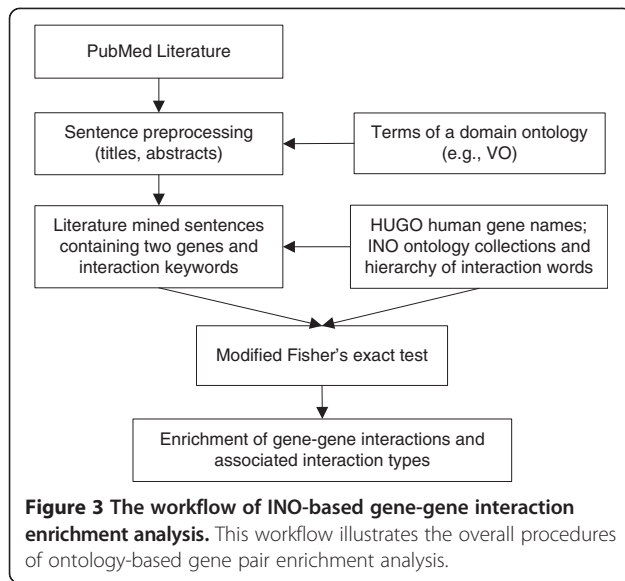 PubMed Literature
Sentence preprocessing
(titles, abstracts)
Terms of a domain ontology
(e.g., VO)
Literature mined sentences
containing two genes and
interaction keywords
HUGO human gene names;
INO ontology collections and
hierarchy of interaction words
Modified Fisher's exact test
Enrichment of gene-gene interactions and
associated interaction types
Figure 3 The workflow of INO-based gene-gene interaction
enrichment analysis. This workflow illustrates the overall procedures
of ontology-based gene pair enrichment analysis.